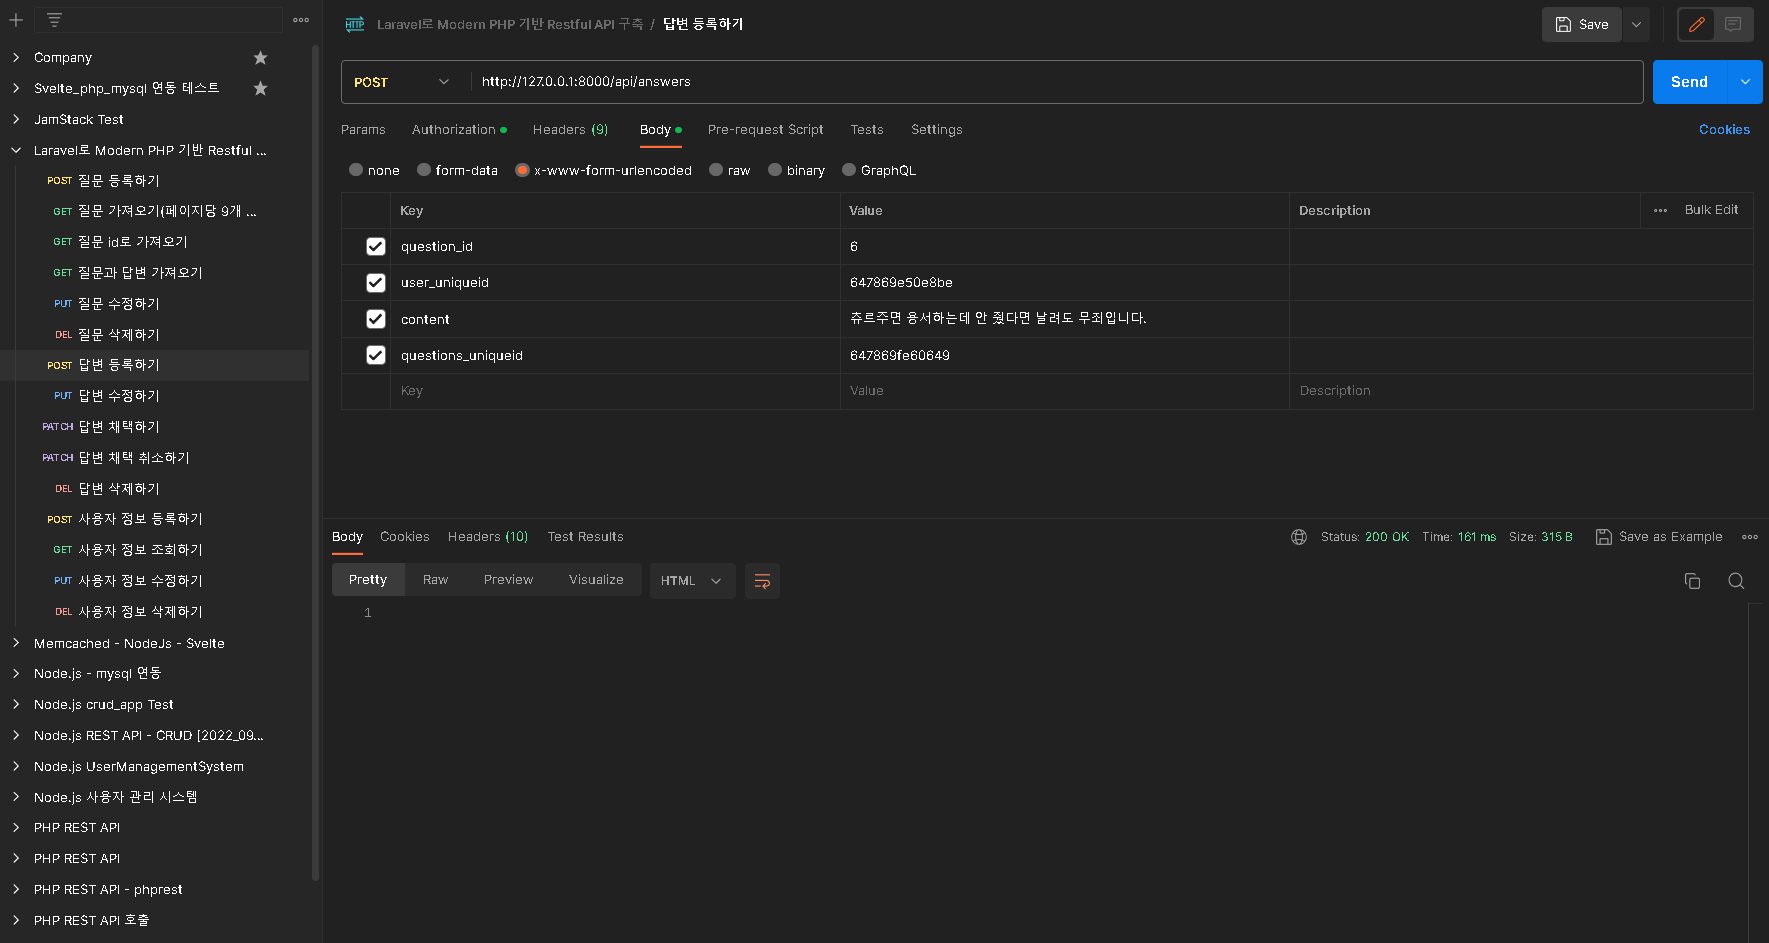 Company
Svelte_php_mysql 연동 테스트
JamStack Test
Laravel로 Modern PHP 기반 Restful ...
POST 질문 등록하기
GET 질문 가져오기(페이지당 9개 ...
GET 질문 id로 가져오기
GET 질문과 답변 가져오기
PUT 질문 수정하기
DEL 질문 삭제하기
POST 답변 등록하기
PUT 답변 수정하기
PATCH 답변 채택하기
PATCH 답변 채택 취소하기
DEL 답변 삭제하기
POST 사용자 정보 등록하기
GET 사용자 정보 조회하기
PUT 사용자 정보 수정하기
DEL 사용자 정보 삭제하기
Memcached - NodeJs - Svelte
Node.js - mysql 연동
Node.js crud_app Test
Node.js REST API - CRUD [2022_09...
Node.js UserManagementSystem
Node.js 사용자 관리 시스템
PHP REST API
PHP REST API
PHP REST API - phprest
PHP REST API 호출
HTTP Laravel로 Modern PHP 기반 Restful API 구축 / 답변 등록하기 Save
POST http://127.0.0.1:8000/api/answers Send
Params Authorization Headers (9) Body Pre-request Script Tests Settings Cookies
none form-data x-www-form-urlencoded raw binary GraphQL
Key Value Description Bulk Edit
question_id 6
user_uniqueid 647869e50e8be
content 츄르주면 용서하는데 안 줬다면 날려도 무죄입니다.
questions_uniqueid 647869fe60649
Key Value Description
Body Cookies Headers (10) Test Results Status: 200 OK Time: 161 ms Size: 315 B Save as Example
Pretty Raw Preview Visualize HTML
1